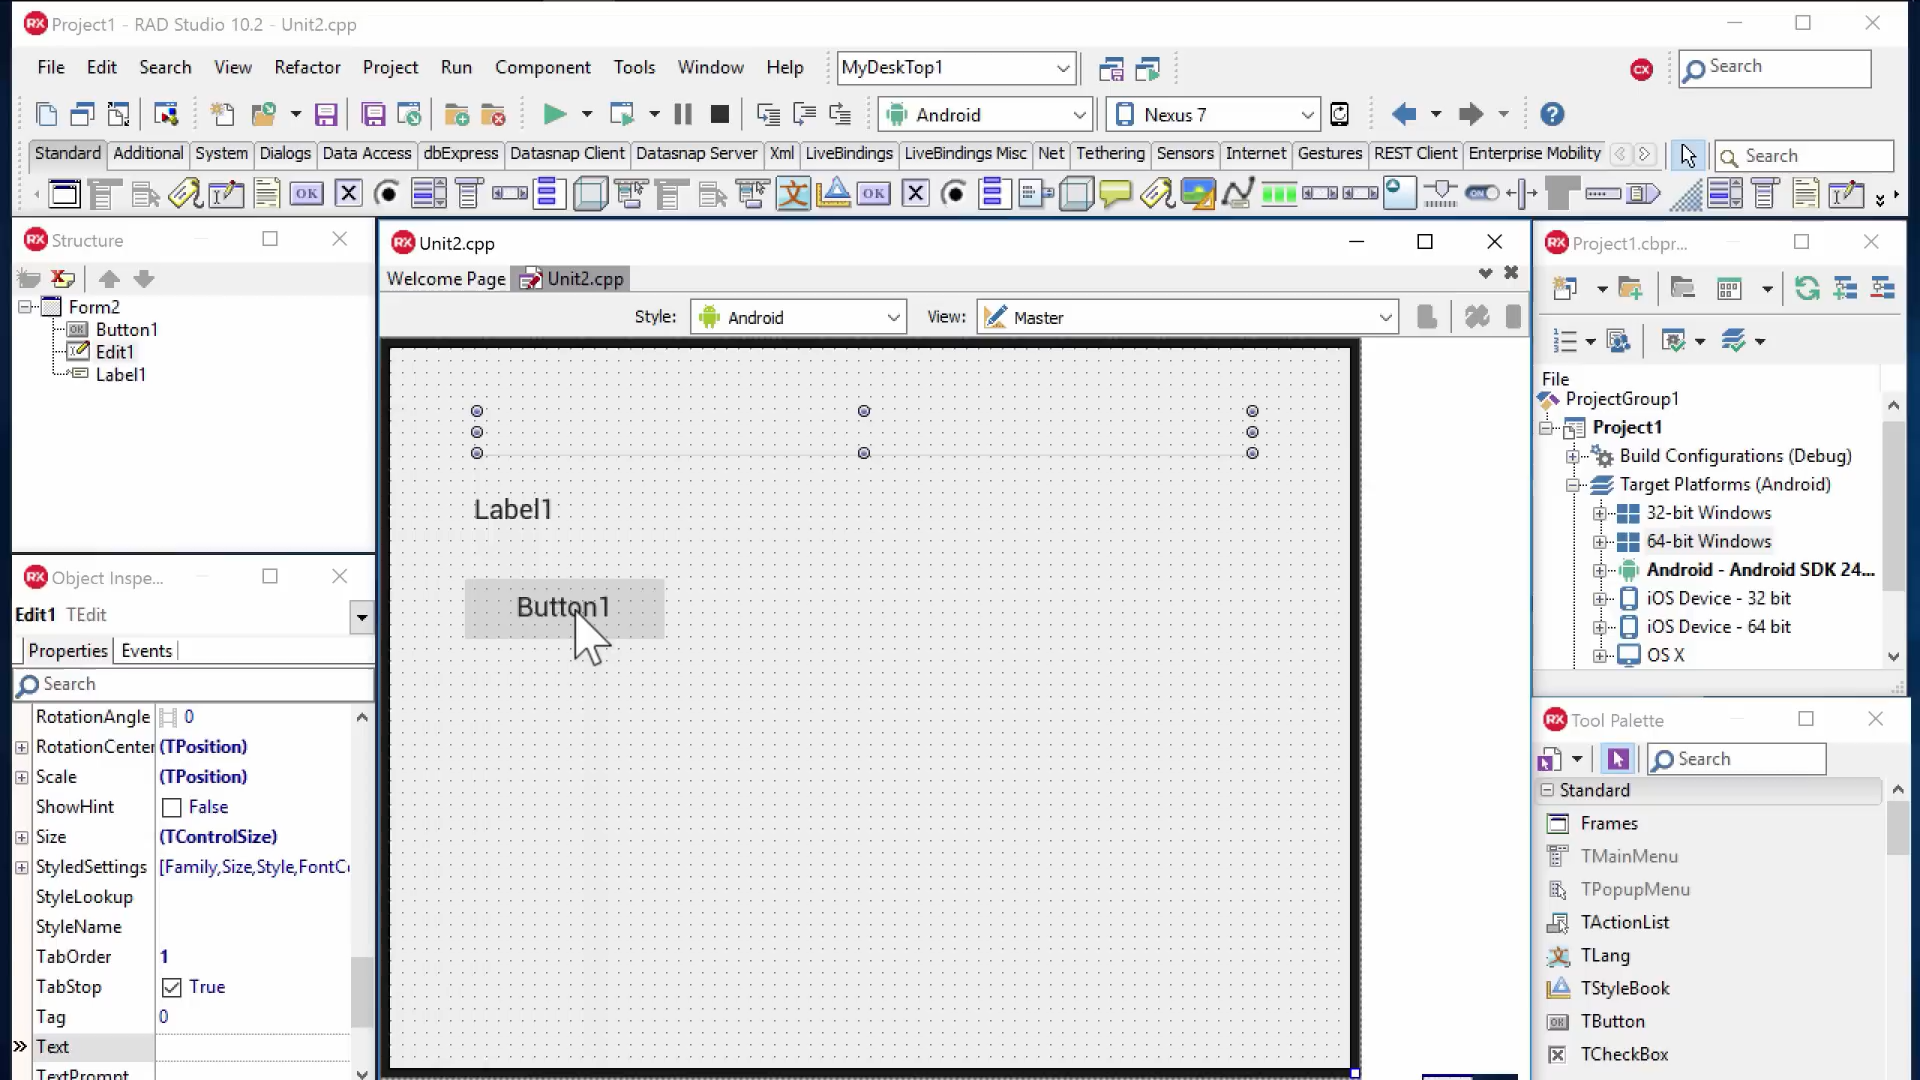 Project1 - RAD Studio 10.2 - Unit2.cpp
File Edit Search View Refactor Project Run Component Tools Window Help MyDeskTop1 Search
Android Nexus 7
Standard Additional System Dialogs Data Access dbExpress Datasnap Client Datasnap Server Xml LiveBindings LiveBindings Misc Net Tethering Sensors Internet Gestures REST Client Enterprise Mobility Search
Structure
Form2
Button1
Edit1
Label1
Object Inspe...
Edit1 TEdit
Properties Events
Search
RotationAngle 0
RotationCenter (TPosition)
Scale (TPosition)
ShowHint False
Size (TControlSize)
StyledSettings [Family,Size,Style,FontC
StyleLookup
StyleName
TabOrder 1
TabStop True
Tag 0
Text
TextPrompt
Unit2.cpp
Welcome Page Unit2.cpp
Style: Android View: Master
Label1
Button1
Project1.cbpr...
File
ProjectGroup1
Project1
Build Configurations (Debug)
Target Platforms (Android)
32-bit Windows
64-bit Windows
Android - Android SDK 24...
iOS Device - 32 bit
iOS Device - 64 bit
OS X
Tool Palette
Search
Standard
Frames
TMainMenu
TPopupMenu
TActionList
TLang
TStyleBook
TButton
TCheckBox